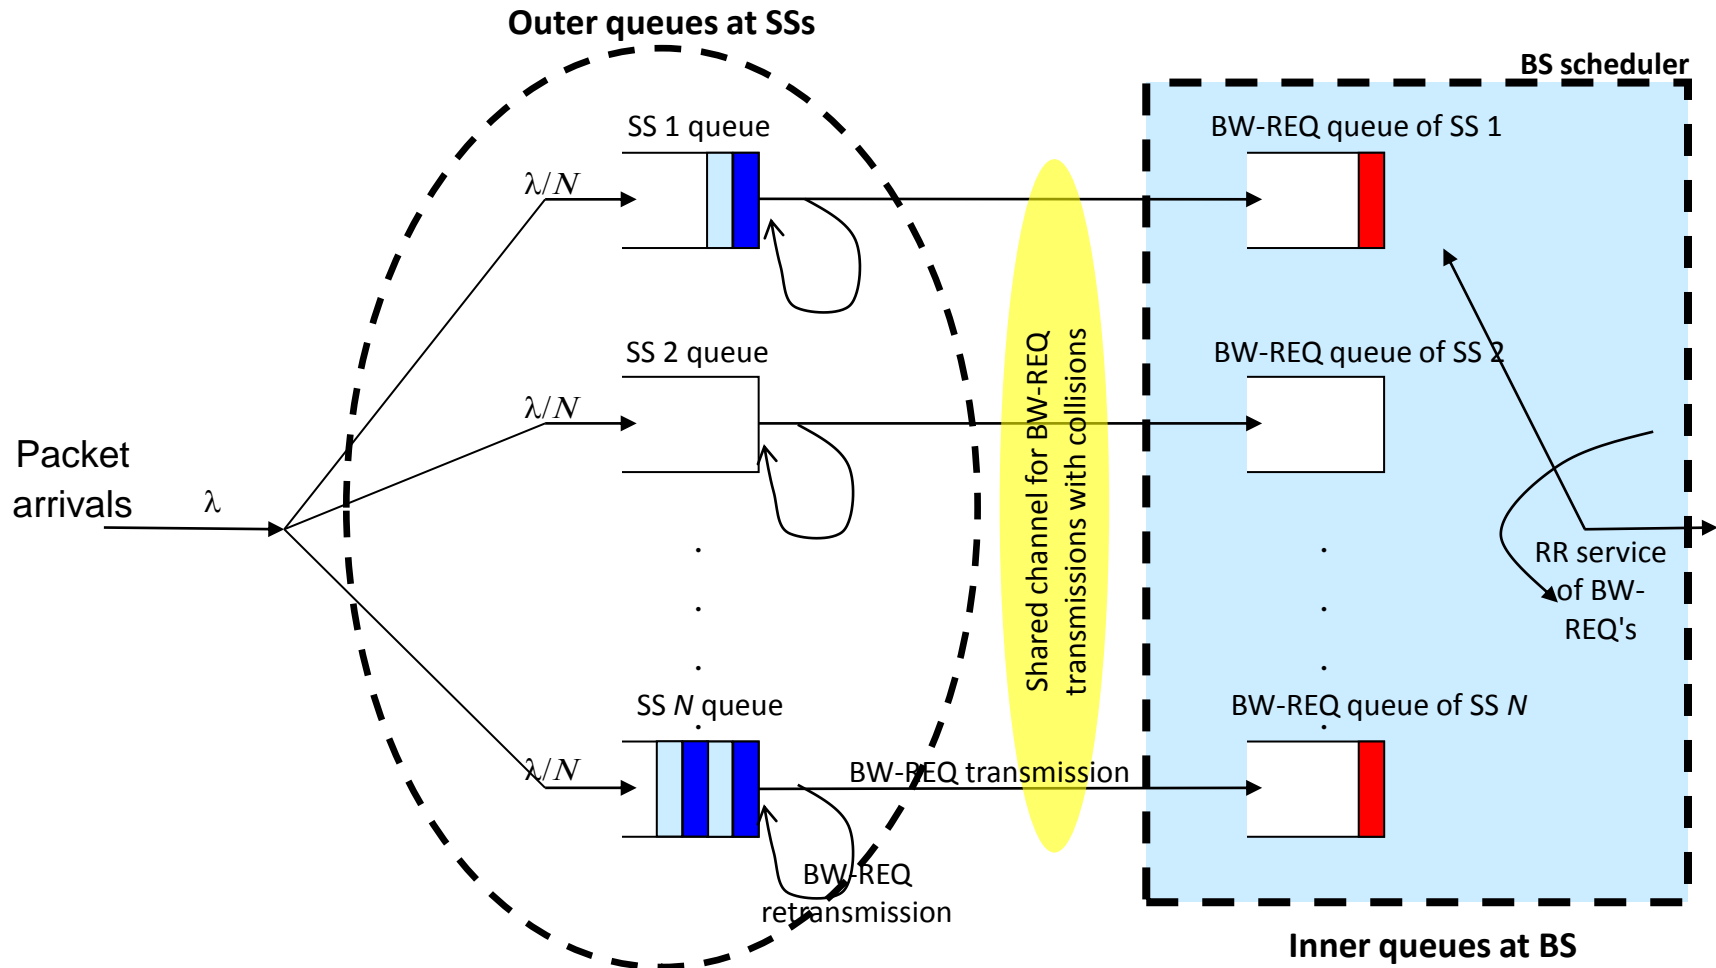 Outer queues at SSs
BS scheduler
SS 1 queue
BW-REQ queue of SS 1
λ/N
SS 2 queue
BW-REQ queue of SS 2
λ/N
Packet
arrivals
λ
Shared channel for BW-REQ
transmissions with collisions
RR service
of BW-
REQ's
SS N queue
BW-REQ queue of SS N
λ/N
BW-REQ transmission
BW-REQ
retransmission
Inner queues at BS